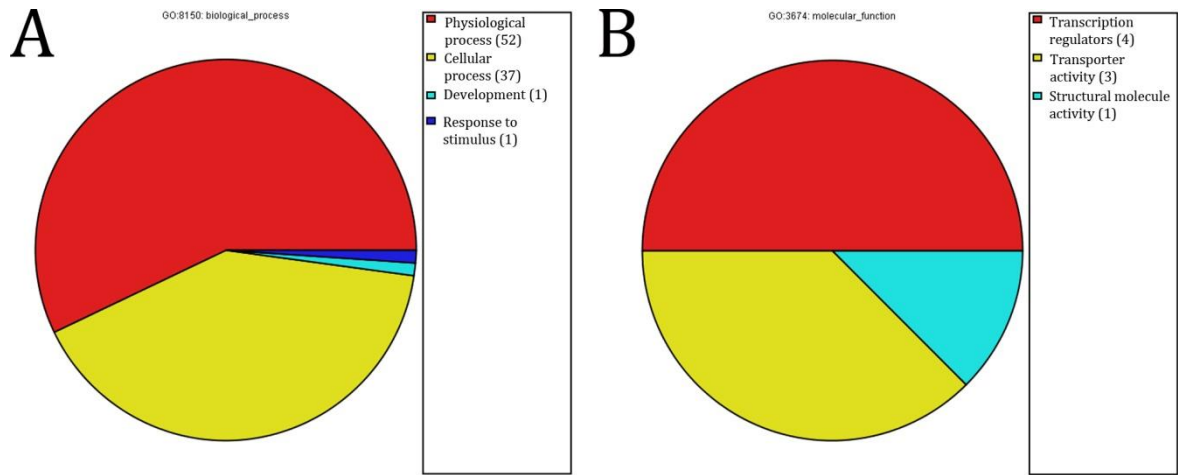 A
GO:8150: biological_process
Physiological
process (52)
Cellular
process (37)
Development (1)
Response to
stimulus (1)
B
GO:3674: molecular_function
Transcription
regulators (4)
Transporter
activity (3)
Structural molecule
activity (1)